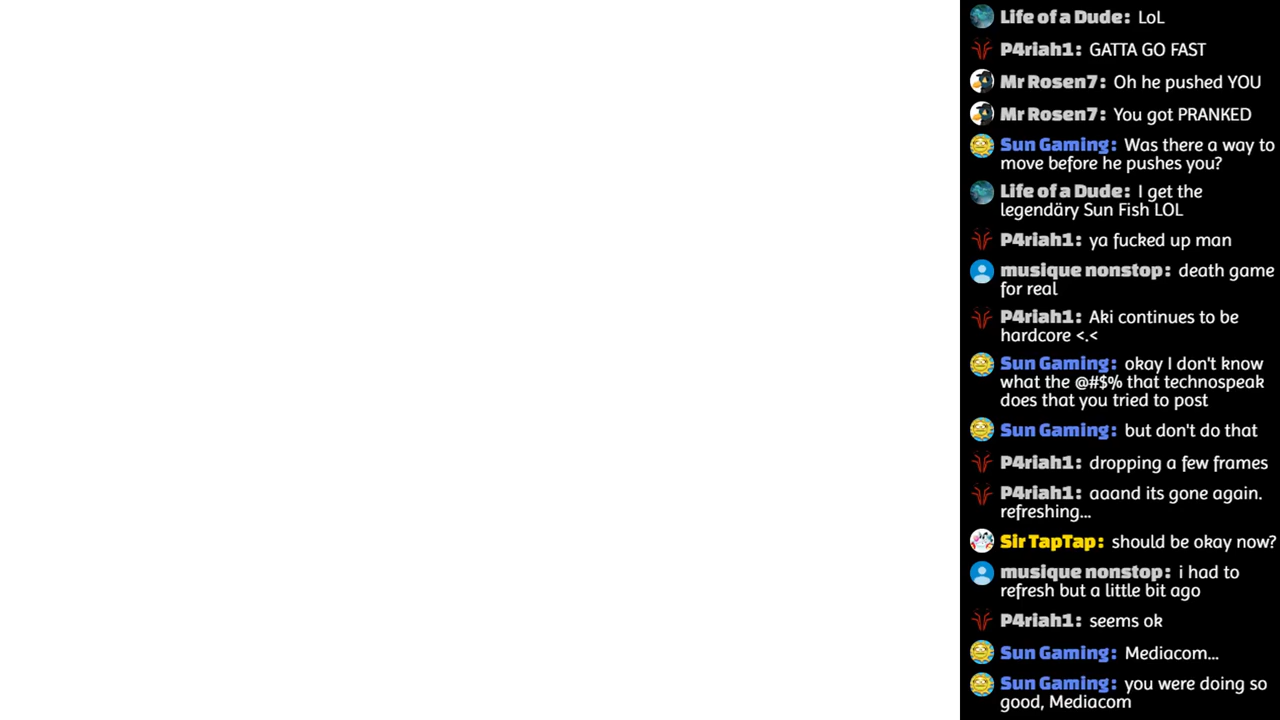 Life of a Dude: LoL
P4riah1: GATTA GO FAST
Mr Rosen7: Oh he pushed YOU
Mr Rosen7: You got PRANKED
Sun Gaming: Was there a way to
move before he pushes you?
Life of a Dude: I get the
legendäry Sun Fish LOL
P4riah1: ya fucked up man
musique nonstop: death game
for real
P4riah1: Aki continues to be
hardcore <.<
Sun Gaming: okay I don't know
what the @#$% that technospeak
does that you tried to post
Sun Gaming: but don't do that
P4riah1: dropping a few frames
P4riah1: aaand its gone again.
refreshing...
Sir TapTap: should be okay now?
musique nonstop: i had to
refresh but a little bit ago
P4riah1: seems ok
Sun Gaming: Mediacom...
Sun Gaming: you were doing so
good, Mediacom